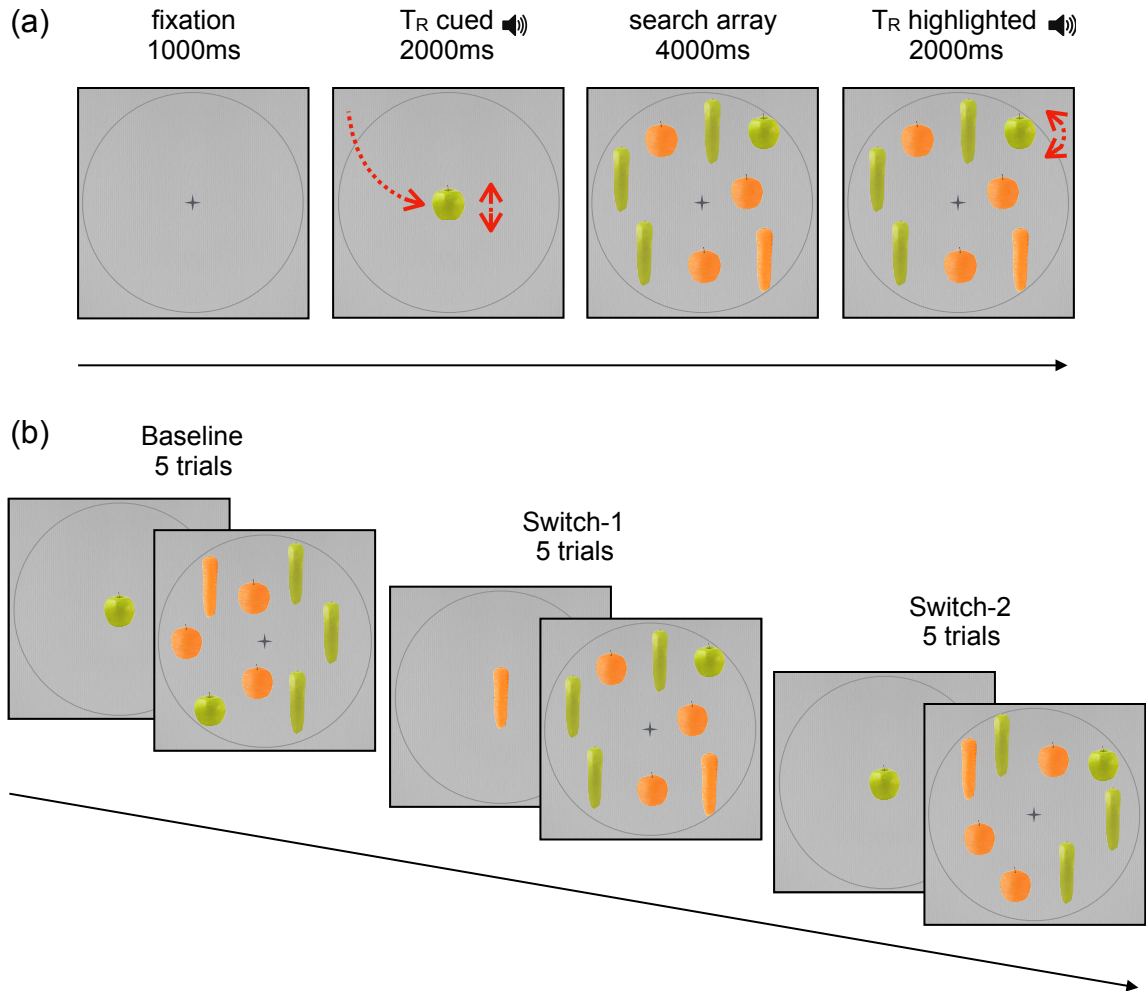 (a)
fixation
1000ms
TR cued
2000ms
search array
4000ms
TR highlighted
2000ms
(b)
Baseline
5 trials
Switch-1
5 trials
Switch-2
5 trials